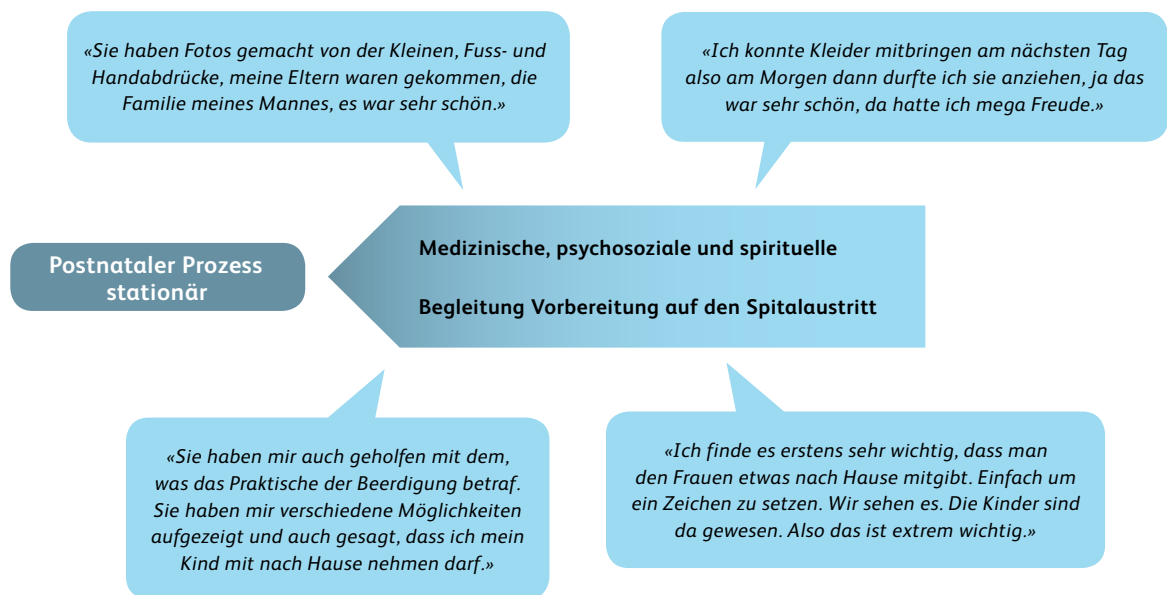 «Sie haben Fotos gemacht von der Kleinen, Fuss- und
Handabdrücke, meine Eltern waren gekommen, die
Familie meines Mannes, es war sehr schön.»
«Ich konnte Kleider mitbringen am nächsten Tag
also am Morgen dann durfte ich sie anziehen, ja das
war sehr schön, da hatte ich mega Freude.»
Postnataler Prozess
stationär
Medizinische, psychosoziale und spirituelle
Begleitung Vorbereitung auf den Spitalaustritt
«Sie haben mir auch geholfen mit dem,
was das Praktische der Beerdigung betraf.
Sie haben mir verschiedene Möglichkeiten
aufgezeigt und auch gesagt, dass ich mein
Kind mit nach Hause nehmen darf.»
«Ich finde es erstens sehr wichtig, dass man
den Frauen etwas nach Hause mitgibt. Einfach um
ein Zeichen zu setzen. Wir sehen es. Die Kinder sind
da gewesen. Also das ist extrem wichtig.»